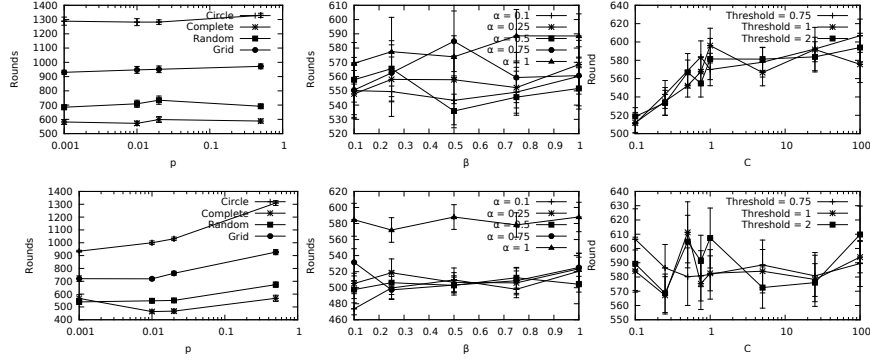 1400
1300
1200
1100
1000
900
800
700
600
500
Rounds
0.001
0.01
0.1
1
p
Circle
Complete
Random
Grid
610
600
590
580
570
560
550
540
530
520
Rounds
0.1
0.2
0.3
0.4
0.5
0.6
0.7
0.8
0.9
1
β
α = 0.1
α = 0.25
α = 0.5
α = 0.75
α = 1
640
620
600
580
560
540
520
500
Round
0.1
1
10
100
C
Threshold = 0.75
Threshold = 1
Threshold = 2
1400
1300
1200
1100
1000
900
800
700
600
500
400
Rounds
0.001
0.01
0.1
1
p
Circle
Complete
Random
Grid
620
600
580
560
540
520
500
480
460
Rounds
0.1
0.2
0.3
0.4
0.5
0.6
0.7
0.8
0.9
1
β
α = 0.1
α = 0.25
α = 0.5
α = 0.75
α = 1
640
630
620
610
600
590
580
570
560
550
540
Round
0.1
1
10
100
C
Threshold = 0.75
Threshold = 1
Threshold = 2